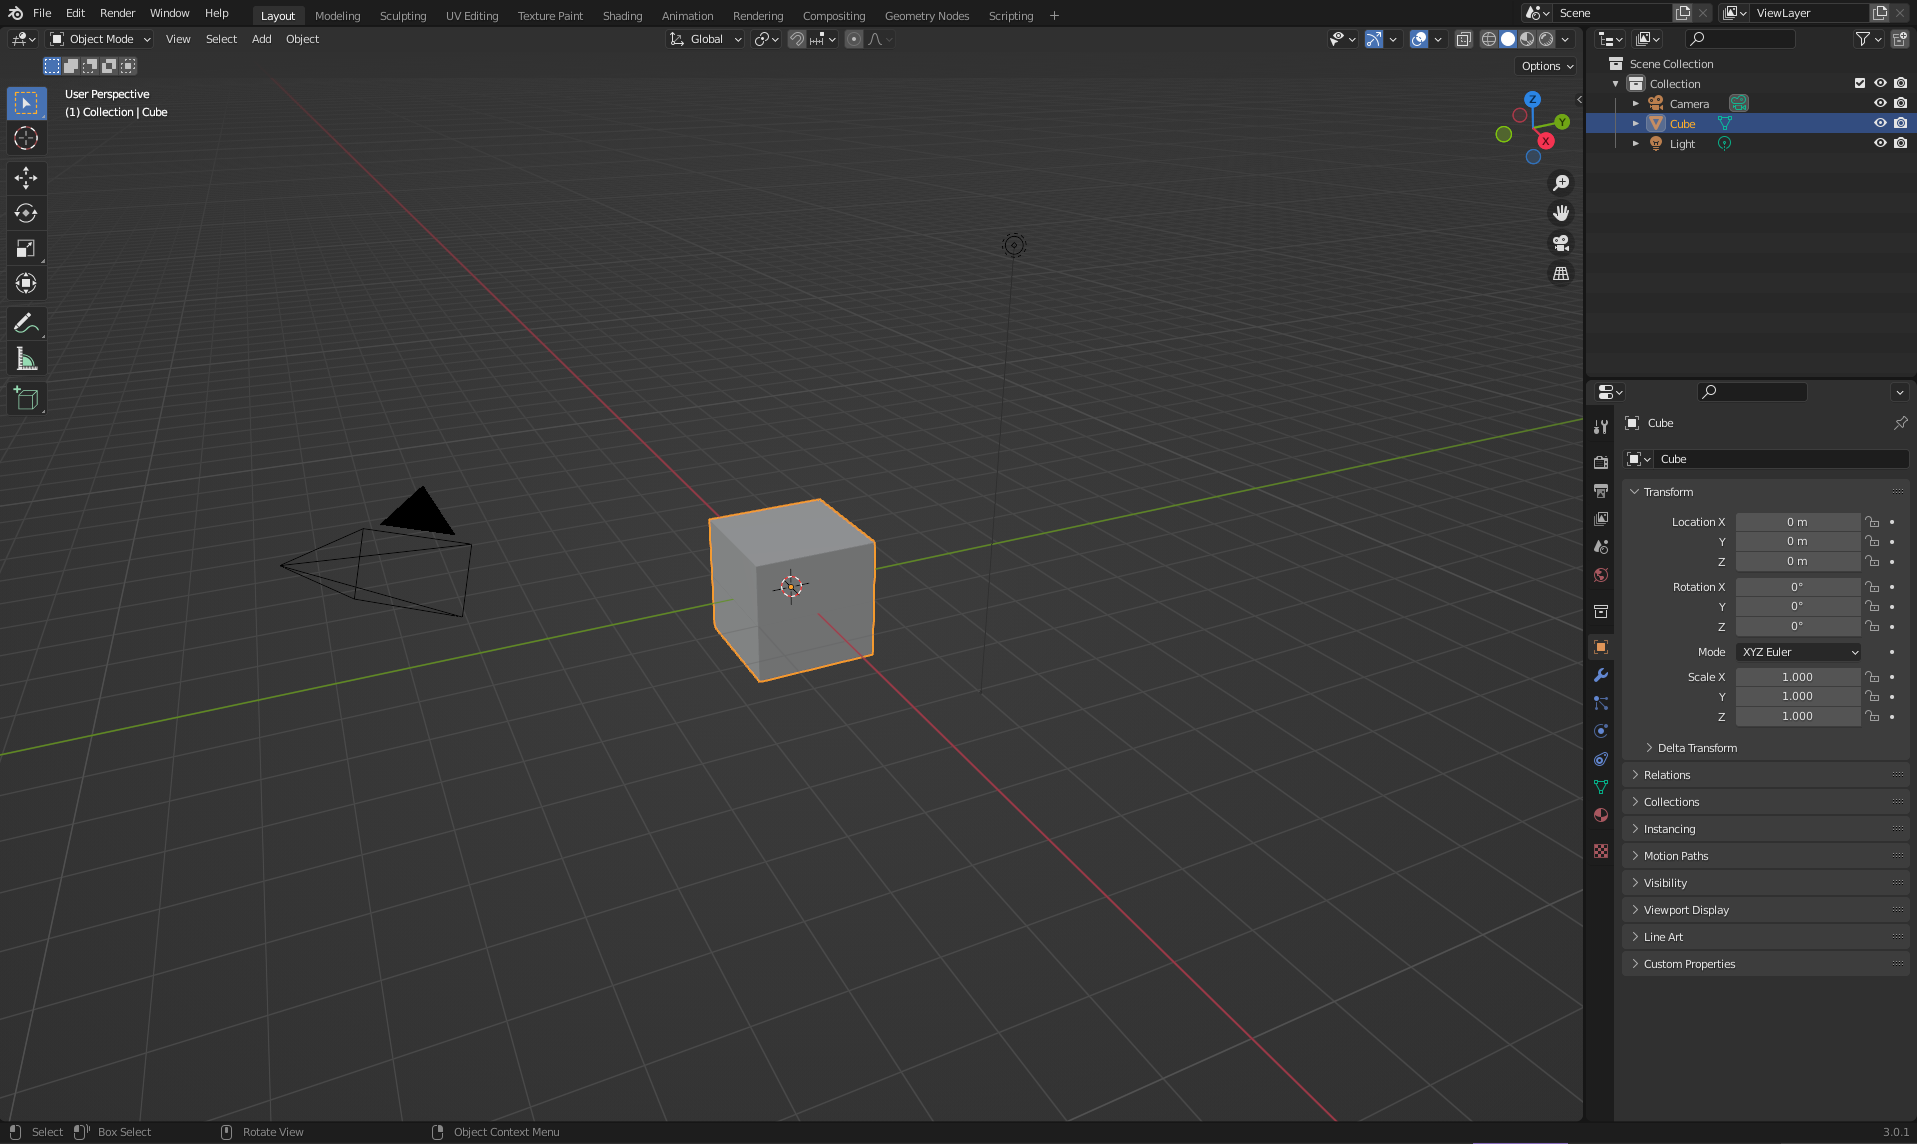 File Edit Render Window Help Layout Modeling Sculpting UV Editing Texture Paint Shading Animation Rendering Compositing Geometry Nodes Scripting + Scene ViewLayer
Object Mode View Select Add Object Global
Options
User Perspective
(1) Collection | Cube
Z
Y
X
Scene Collection
Collection
Camera
Cube
Light
Cube
Cube
Transform
Location X 0 m
Y 0 m
Z 0 m
Rotation X 0°
Y 0°
Z 0°
Mode XYZ Euler
Scale X 1.000
Y 1.000
Z 1.000
Delta Transform
Relations
Collections
Instancing
Motion Paths
Visibility
Viewport Display
Line Art
Custom Properties
Select Box Select Rotate View Object Context Menu 3.0.1